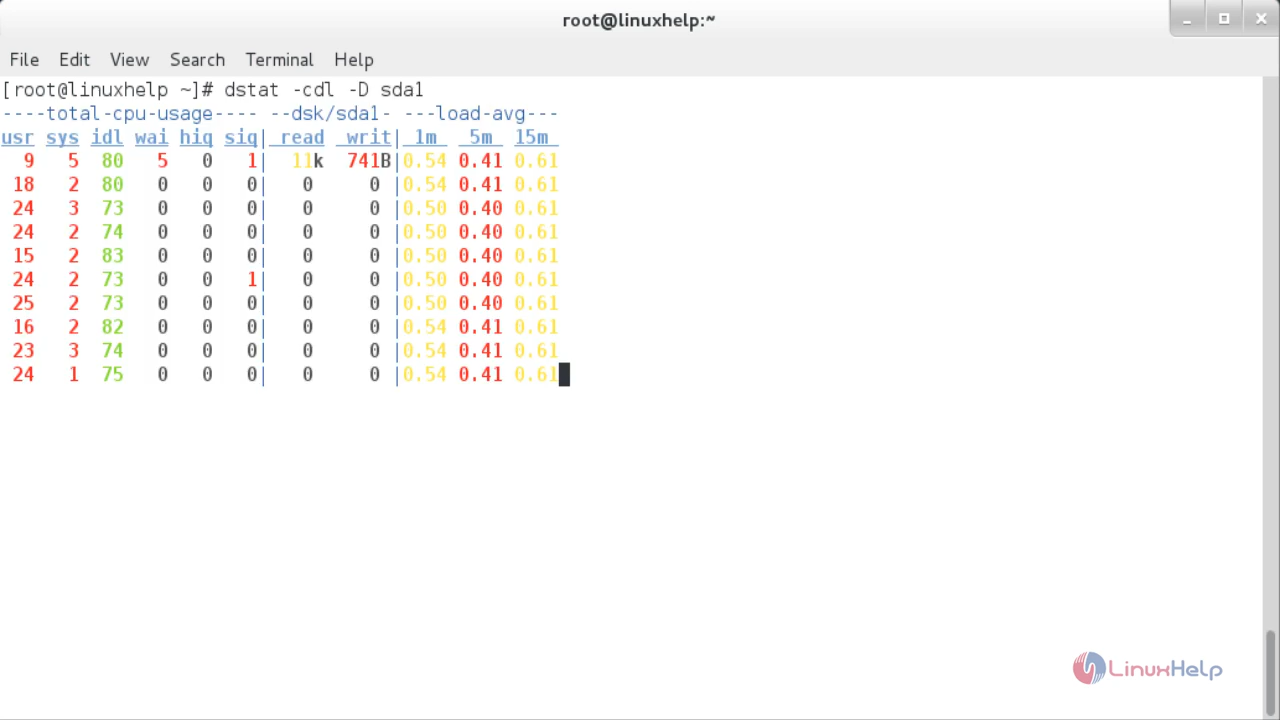 root@linuxhelp:~
File Edit View Search Terminal Help
[root@linuxhelp ~]# dstat -cdl -D sda1
----total-cpu-usage---- --dsk/sda1- ---load-avg---
usr sys idl wai hiq siq| read  writ| 1m   5m  15m
  9   5  80   5   0   1|  11k  741B|0.54 0.41 0.61
 18   2  80   0   0   0|   0     0 |0.54 0.41 0.61
 24   3  73   0   0   0|   0     0 |0.50 0.40 0.61
 24   2  74   0   0   0|   0     0 |0.50 0.40 0.61
 15   2  83   0   0   0|   0     0 |0.50 0.40 0.61
 24   2  73   0   0   1|   0     0 |0.50 0.40 0.61
 25   2  73   0   0   0|   0     0 |0.50 0.40 0.61
 16   2  82   0   0   0|   0     0 |0.54 0.41 0.61
 23   3  74   0   0   0|   0     0 |0.54 0.41 0.61
 24   1  75   0   0   0|   0     0 |0.54 0.41 0.61
LinuxHelp